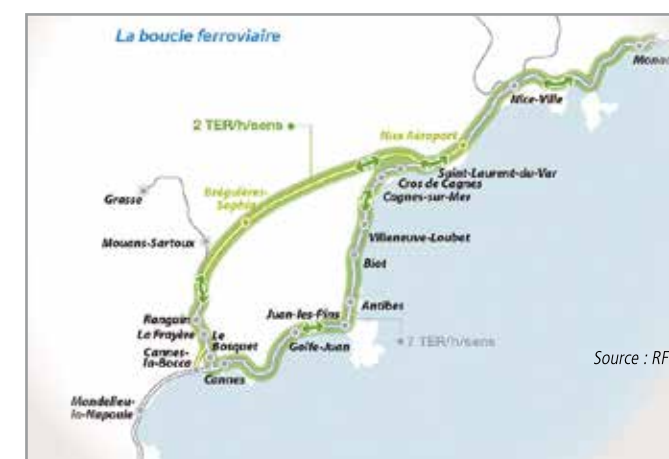 La boucle ferroviaire
Monac
Nice-Ville
2 TER/h/sens
Nice Aéroport
Saint-Laurent-du-Var
Cros de Cagnes
Cagnes-sur-Mer
Grasse
Bréguières-
Sophia
Mouans-Sartoux
Villeneuve-Loubet
Biot
Antibes
Juan-les-Pins
Golfe-Juan
7 TER/h/sens
Ranguin
La Frayère
Le
Bosquet
Cannes-
la-Bocca
Cannes
Mandelieu-
la-Napoule
Source : RF